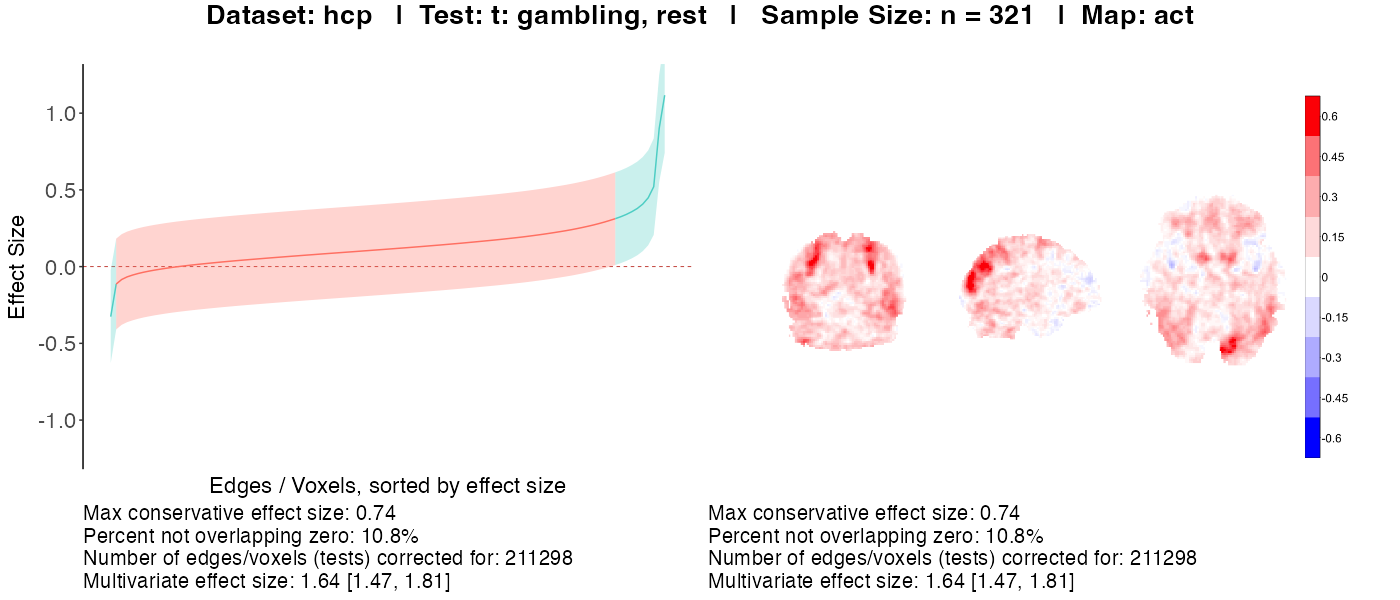 Dataset: hcp  |  Test: t: gambling, rest  |  Sample Size: n = 321  |  Map: act
1.0
0.5
0.0
-0.5
-1.0
Effect Size
Edges / Voxels, sorted by effect size
Max conservative effect size: 0.74
Percent not overlapping zero: 10.8%
Number of edges/voxels (tests) corrected for: 211298
Multivariate effect size: 1.64 [1.47, 1.81]
0.6
0.45
0.3
0.15
0
-0.15
-0.3
-0.45
-0.6
Max conservative effect size: 0.74
Percent not overlapping zero: 10.8%
Number of edges/voxels (tests) corrected for: 211298
Multivariate effect size: 1.64 [1.47, 1.81]